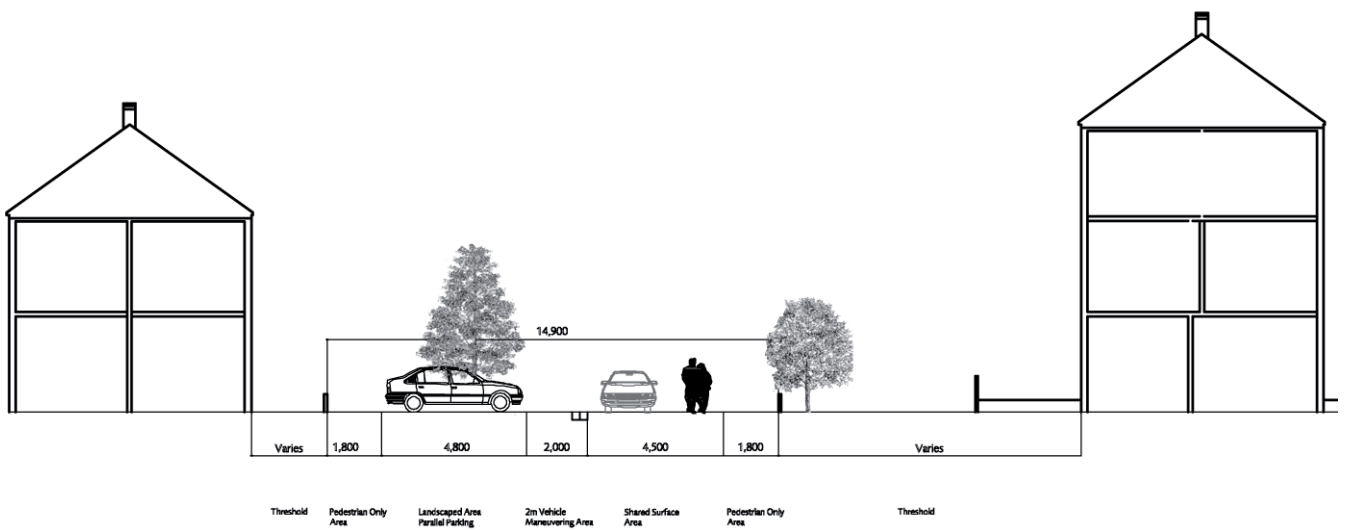 14,900
Varies 1,800 4,800 2,000 4,500 1,800 Varies
Threshold Pedestrian Only Landscaped Area 2m Vehicle Shared Surface Pedestrian Only Threshold
Area Parallel Parking Maneuvering Area Area Area